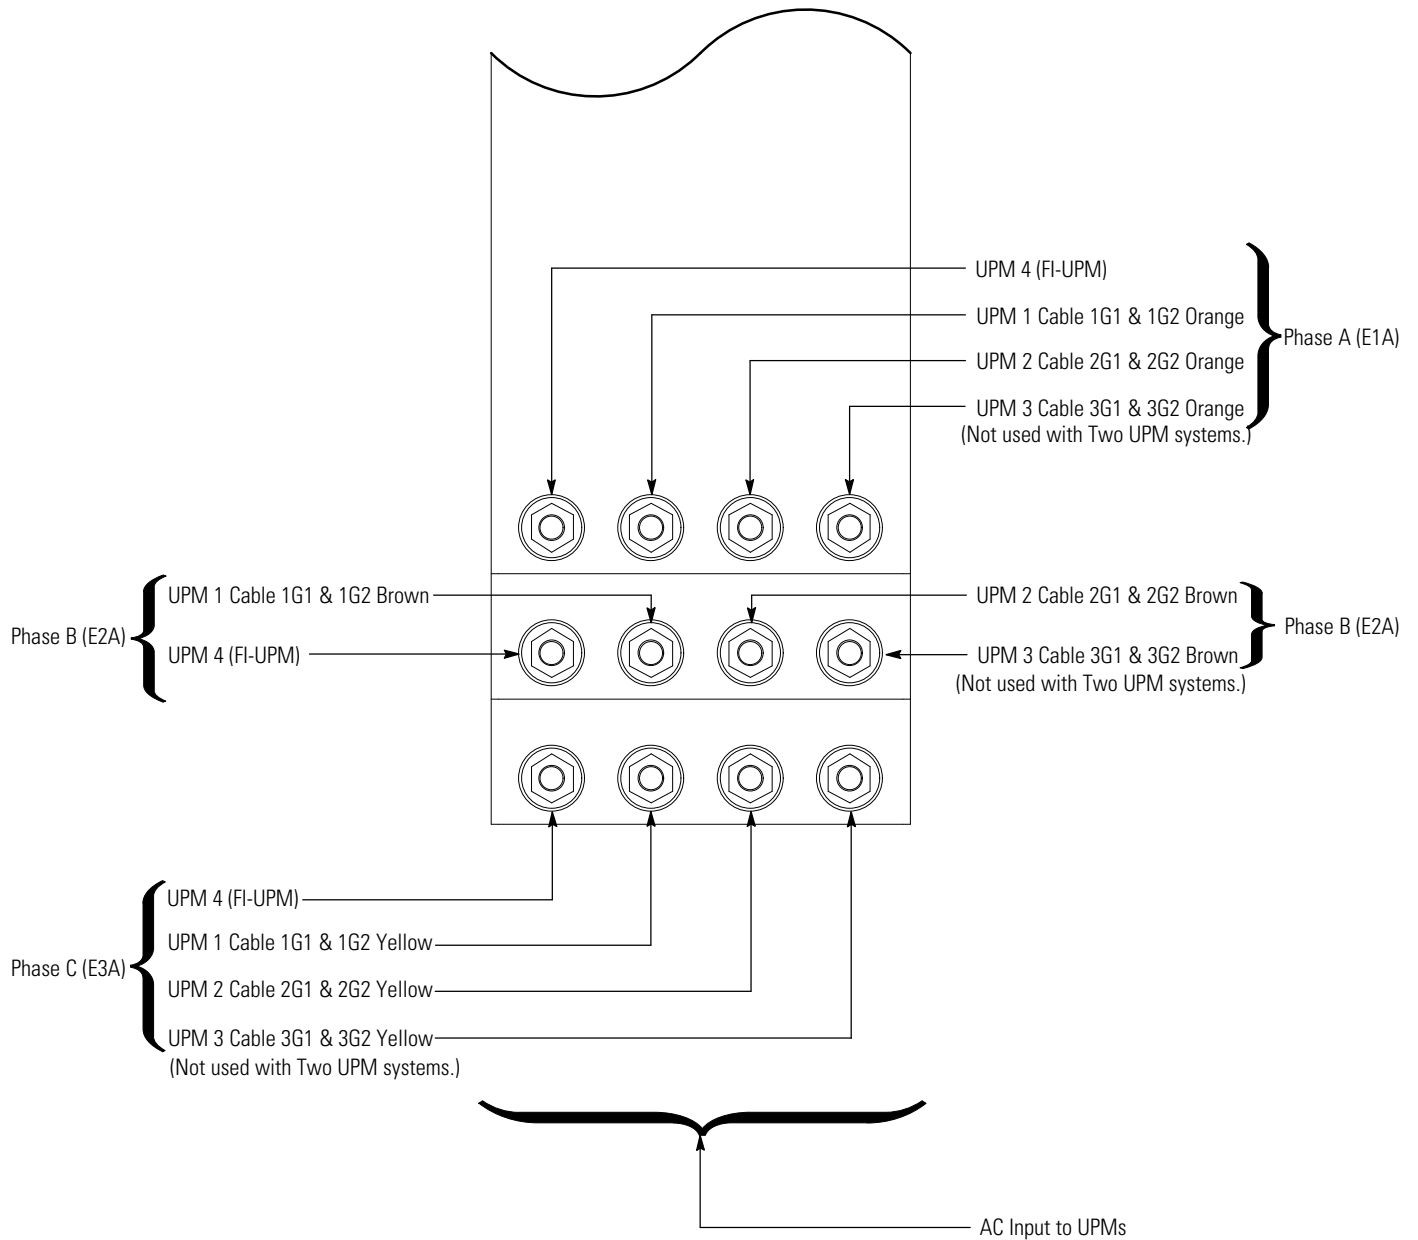 UPM 4 (FI-UPM)
UPM 1 Cable 1G1 & 1G2 Orange
Phase A (E1A)
UPM 2 Cable 2G1 & 2G2 Orange
UPM 3 Cable 3G1 & 3G2 Orange
(Not used with Two UPM systems.)
Phase B (E2A)
UPM 1 Cable 1G1 & 1G2 Brown
UPM 4 (FI-UPM)
UPM 2 Cable 2G1 & 2G2 Brown
Phase B (E2A)
UPM 3 Cable 3G1 & 3G2 Brown
(Not used with Two UPM systems.)
UPM 4 (FI-UPM)
UPM 1 Cable 1G1 & 1G2 Yellow
Phase C (E3A)
UPM 2 Cable 2G1 & 2G2 Yellow
UPM 3 Cable 3G1 & 3G2 Yellow
(Not used with Two UPM systems.)
AC Input to UPMs